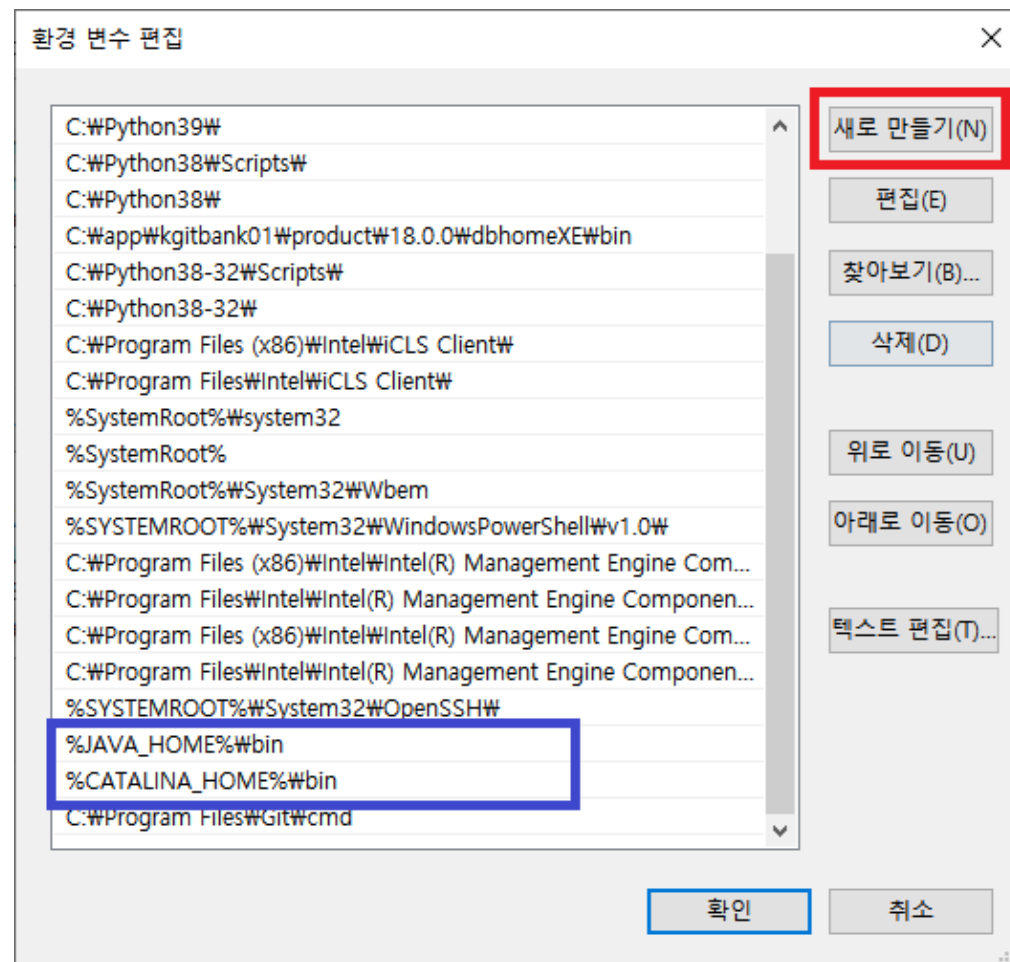 환경 변수 편집
C:₩Python39₩
C:₩Python38₩Scripts₩
C:₩Python38₩
C:₩app₩kgitbank01₩product₩18.0.0₩dbhomeXE₩bin
C:₩Python38-32₩Scripts₩
C:₩Python38-32₩
C:₩Program Files (x86)₩Intel₩iCLS Client₩
C:₩Program Files₩Intel₩iCLS Client₩
%SystemRoot%₩system32
%SystemRoot%
%SystemRoot%₩System32₩Wbem
%SYSTEMROOT%₩System32₩WindowsPowerShell₩v1.0₩
C:₩Program Files (x86)₩Intel₩Intel(R) Management Engine Com...
C:₩Program Files₩Intel₩Intel(R) Management Engine Componen...
C:₩Program Files (x86)₩Intel₩Intel(R) Management Engine Com...
C:₩Program Files₩Intel₩Intel(R) Management Engine Componen...
%SYSTEMROOT%₩System32₩OpenSSH₩
%JAVA_HOME%₩bin
%CATALINA_HOME%₩bin
C:₩Program Files₩Git₩cmd
새로 만들기(N)
편집(E)
찾아보기(B)...
삭제(D)
위로 이동(U)
아래로 이동(O)
텍스트 편집(T)...
확인
취소